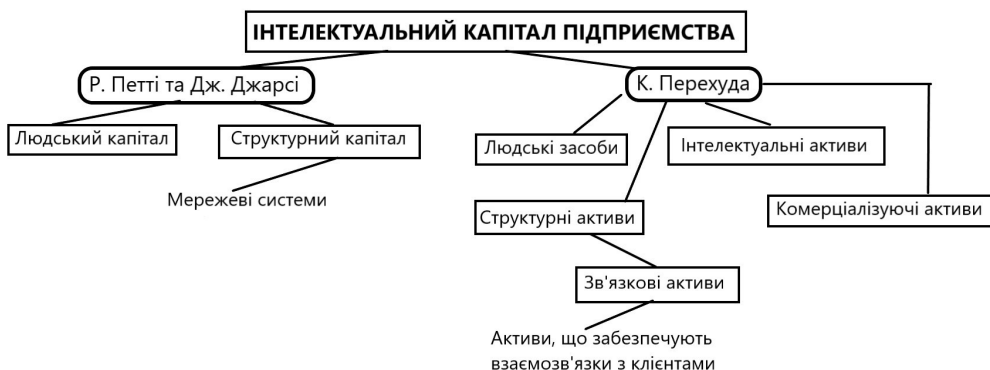 ІНТЕЛЕКТУАЛЬНИЙ КАПІТАЛ ПІДПРИЄМСТВА
Р. Петті та Дж. Джарсі
К. Перехуда
Людський капітал
Структурний капітал
Людські засоби
Інтелектуальні активи
Мережеві системи
Структурні активи
Комерціалізуючі активи
Зв'язкові активи
Активи, що забезпечують
взаємозв'язки з клієнтами